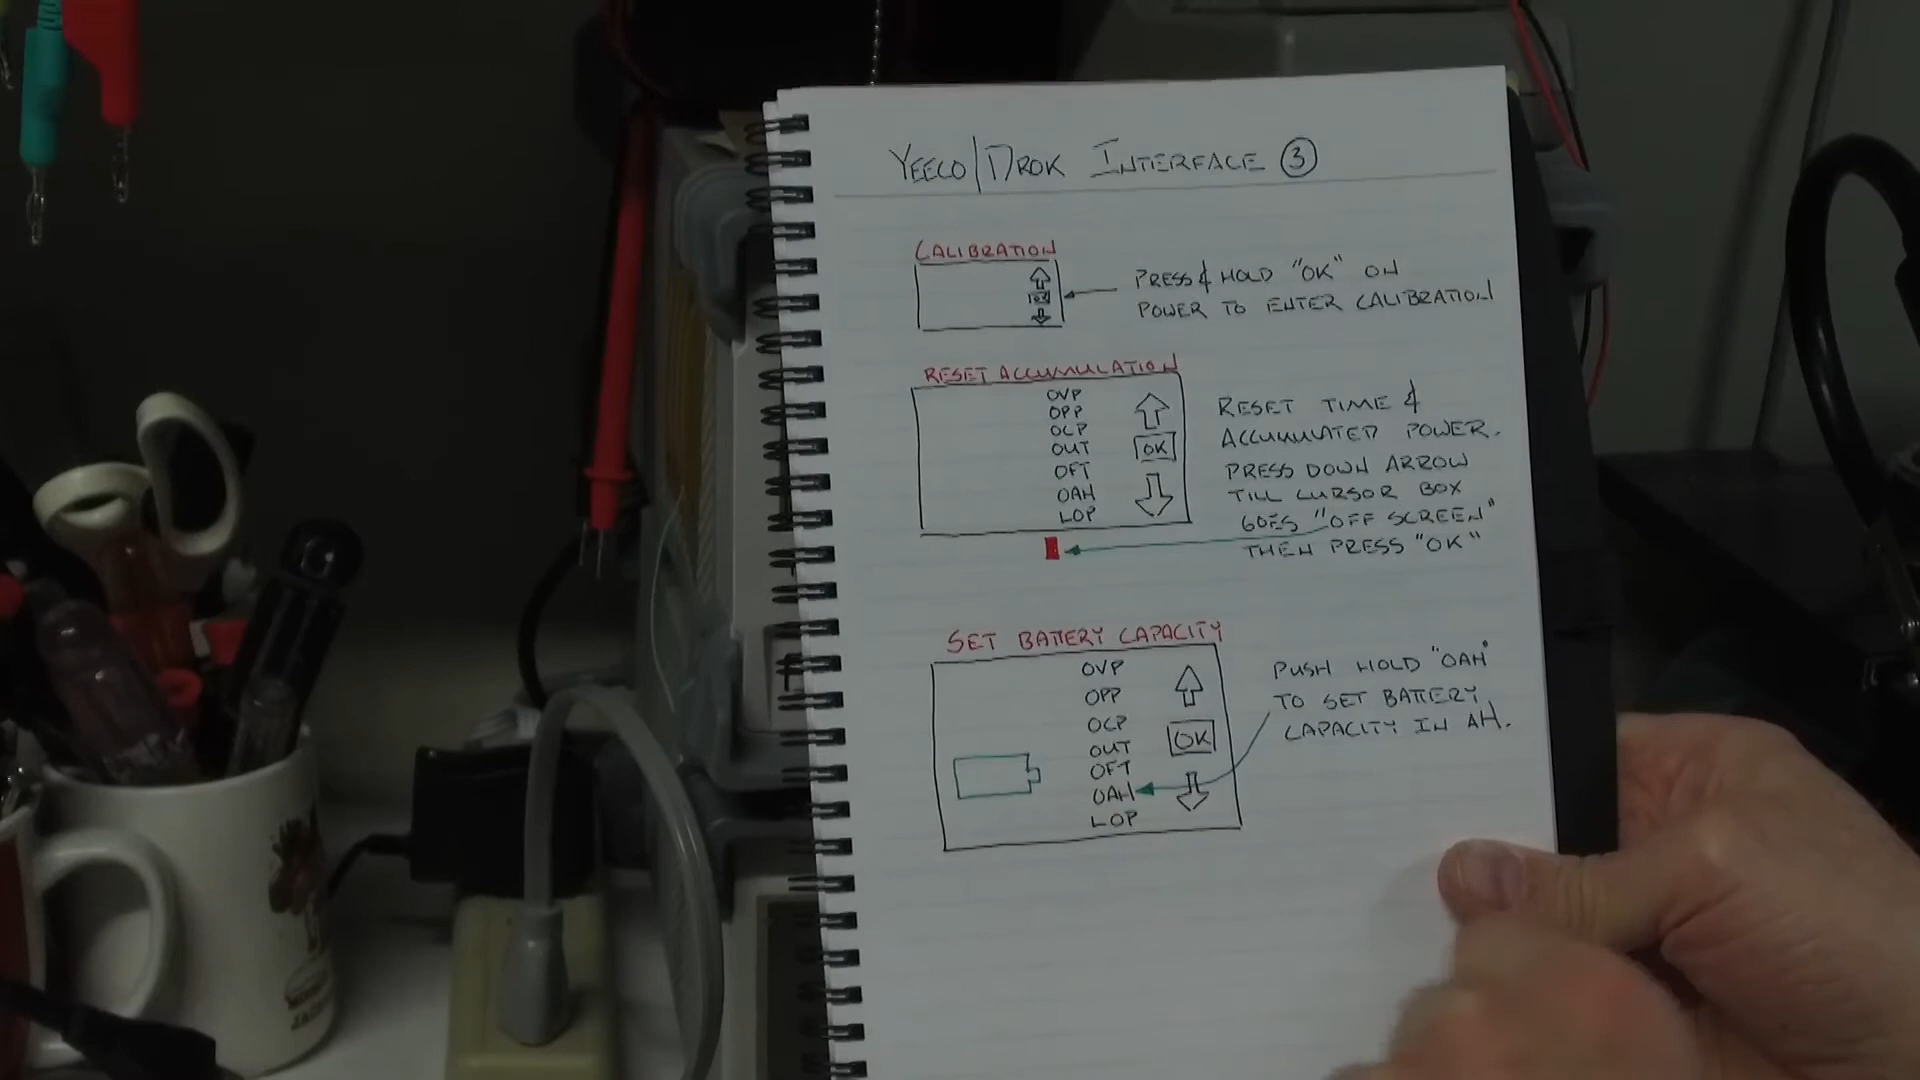 YEECO/DROK INTERFACE 3
CALIBRATION
OK
PRESS & HOLD "OK" ON
POWER TO ENTER CALIBRATION
RESET ACCUMULATION
OVP
OPP
OCP
OUT
OFT
OAH
LOP
OK
RESET TIME &
ACCUMULATED POWER.
PRESS DOWN ARROW
TILL CURSOR BOX
GOES "OFF SCREEN"
THEN PRESS "OK"
SET BATTERY CAPACITY
OVP
OPP
OCP
OUT
OFT
OAH
LOP
OK
PUSH HOLD "OAH"
TO SET BATTERY
CAPACITY IN AH.